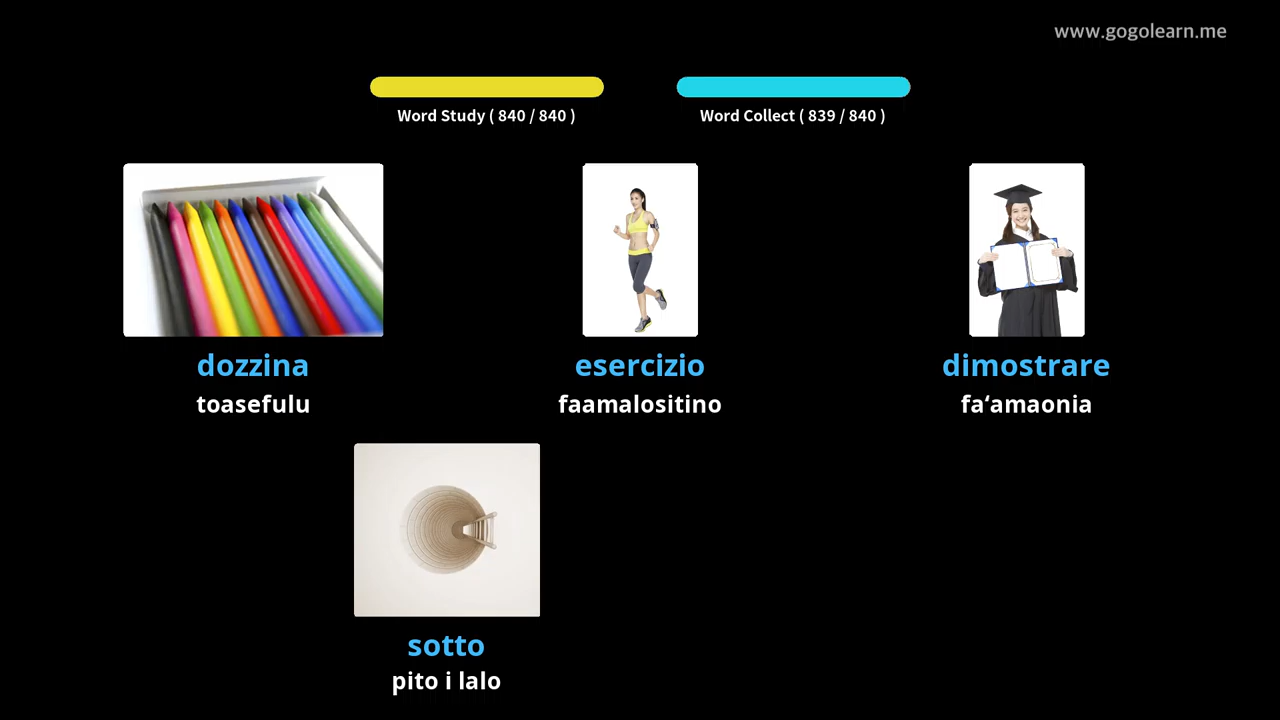 www.gogolearn.me
Word Study ( 840 / 840 )
Word Collect ( 839 / 840 )
dozzina
esercizio
dimostrare
toasefulu
faamalositino
fa‘amaonia
sotto
pito i lalo